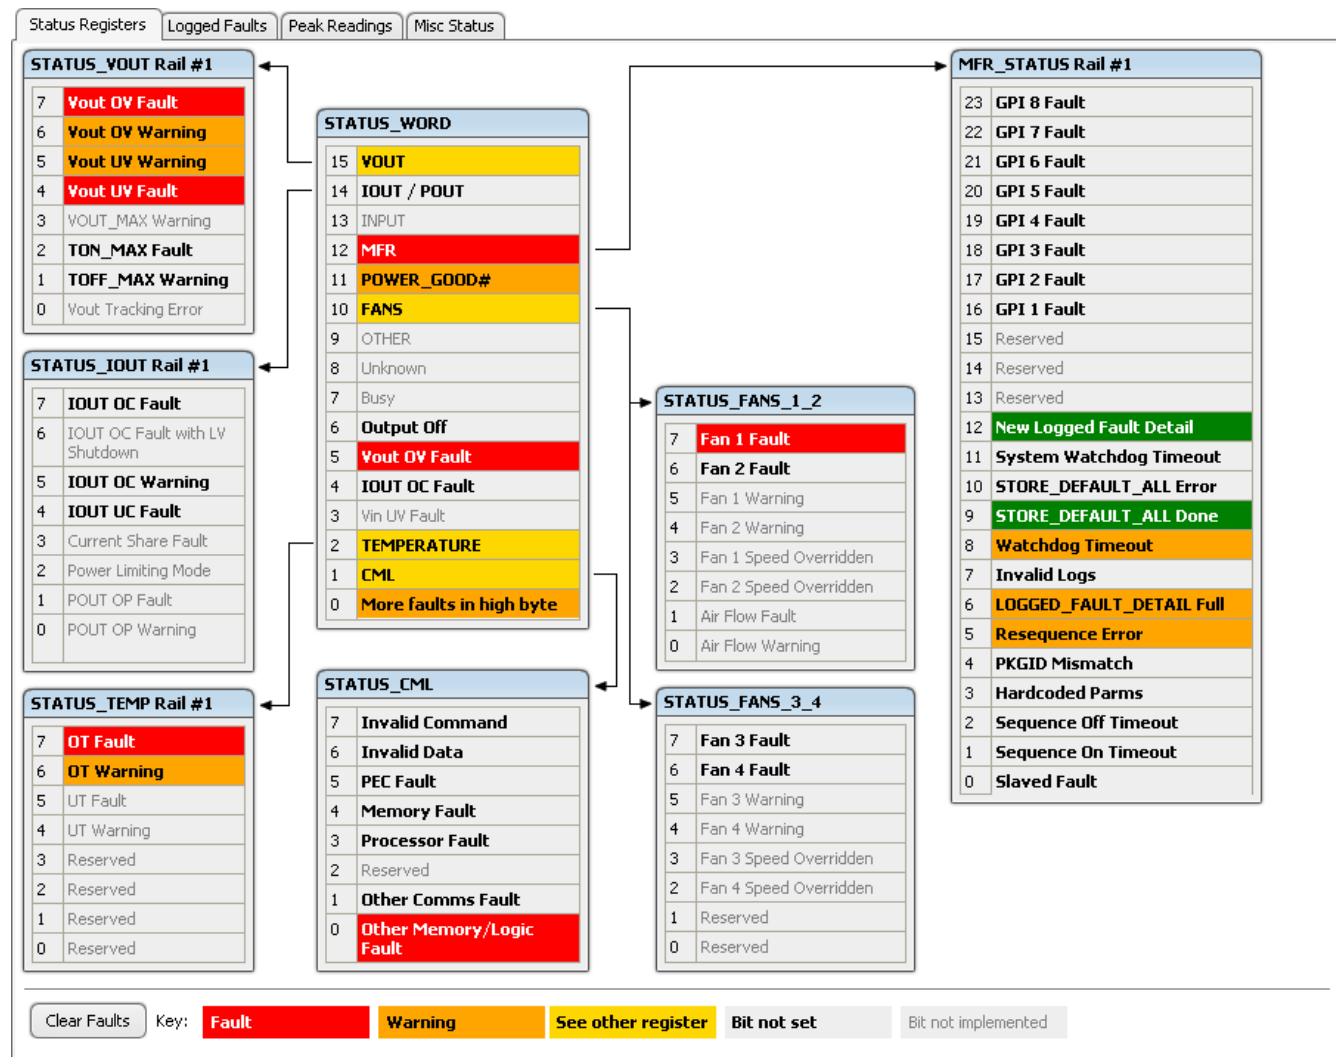 Status Registers
Logged Faults
Peak Readings
Misc Status
STATUS_VOUT Rail #1
7 Vout OV Fault
6 Vout OV Warning
5 Vout UV Warning
4 Vout UV Fault
3 VOUT_MAX Warning
2 TON_MAX Fault
1 TOFF_MAX Warning
0 Vout Tracking Error
STATUS_IOUT Rail #1
7 IOUT OC Fault
6 IOUT OC Fault with LV
Shutdown
5 IOUT OC Warning
4 IOUT UC Fault
3 Current Share Fault
2 Power Limiting Mode
1 POUT OP Fault
0 POUT OP Warning
STATUS_TEMP Rail #1
7 OT Fault
6 OT Warning
5 UT Fault
4 UT Warning
3 Reserved
2 Reserved
1 Reserved
0 Reserved
STATUS_WORD
15 VOUT
14 IOUT / POUT
13 INPUT
12 MFR
11 POWER_GOOD#
10 FANS
9 OTHER
8 Unknown
7 Busy
6 Output Off
5 Vout OV Fault
4 IOUT OC Fault
3 Vin UV Fault
2 TEMPERATURE
1 CML
0 More faults in high byte
STATUS_CML
7 Invalid Command
6 Invalid Data
5 PEC Fault
4 Memory Fault
3 Processor Fault
2 Reserved
1 Other Comms Fault
0 Other Memory/Logic
Fault
STATUS_FANS_1_2
7 Fan 1 Fault
6 Fan 2 Fault
5 Fan 1 Warning
4 Fan 2 Warning
3 Fan 1 Speed Overridden
2 Fan 2 Speed Overridden
1 Air Flow Fault
0 Air Flow Warning
STATUS_FANS_3_4
7 Fan 3 Fault
6 Fan 4 Fault
5 Fan 3 Warning
4 Fan 4 Warning
3 Fan 3 Speed Overridden
2 Fan 4 Speed Overridden
1 Reserved
0 Reserved
MFR_STATUS Rail #1
23 GPI 8 Fault
22 GPI 7 Fault
21 GPI 6 Fault
20 GPI 5 Fault
19 GPI 4 Fault
18 GPI 3 Fault
17 GPI 2 Fault
16 GPI 1 Fault
15 Reserved
14 Reserved
13 Reserved
12 New Logged Fault Detail
11 System Watchdog Timeout
10 STORE_DEFAULT_ALL Error
9 STORE_DEFAULT_ALL Done
8 Watchdog Timeout
7 Invalid Logs
6 LOGGED_FAULT_DETAIL Full
5 Resequence Error
4 PKGID Mismatch
3 Hardcoded Parms
2 Sequence Off Timeout
1 Sequence On Timeout
0 Slaved Fault
Clear Faults
Key:
Fault
Warning
See other register
Bit not set
Bit not implemented